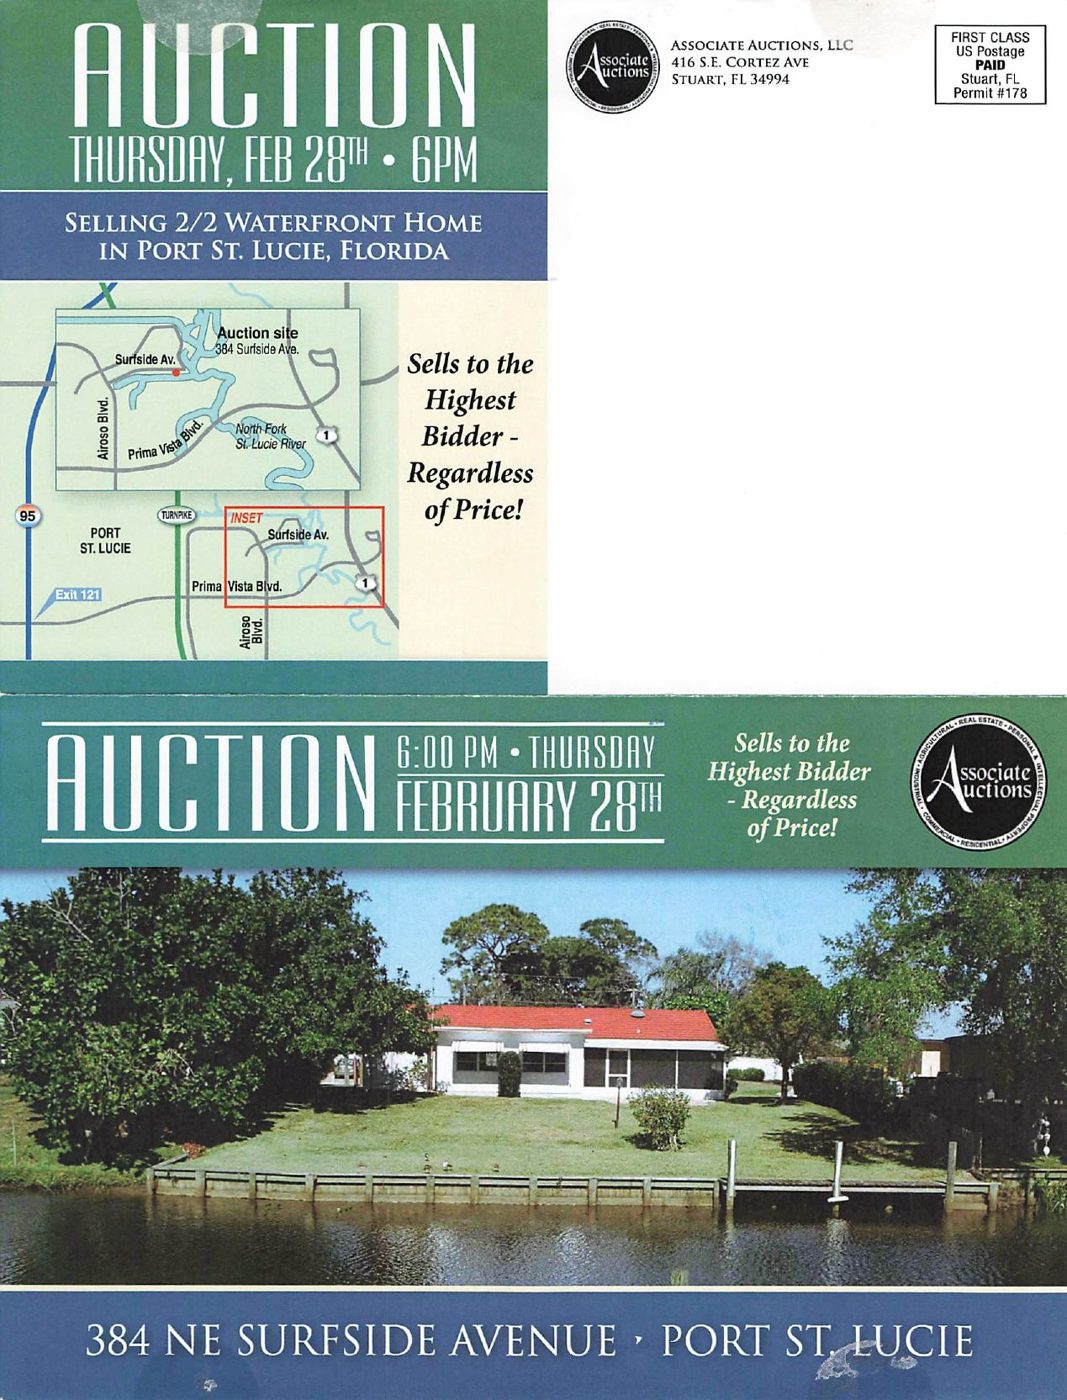 AUCTION
THURSDAY, FEB 28TH • 6PM
SELLING 2/2 WATERFRONT HOME
IN PORT ST. LUCIE, FLORIDA
Auction site
384 Surfside Ave.
Surfside Av.
Airoso Blvd.
Prima Vista Blvd.
North Fork
St. Lucie River
1
95
TURNPIKE
PORT
ST. LUCIE
INSET
Surfside Av.
Prima Vista Blvd.
1
Exit 121
Airoso
Blvd.
Sells to the
Highest
Bidder -
Regardless
of Price!
Associate
Auctions
ASSOCIATE AUCTIONS, LLC
416 S.E. CORTEZ AVE
STUART, FL 34994
FIRST CLASS
US Postage
PAID
Stuart, FL
Permit #178
AUCTION
6:00 PM • THURSDAY
FEBRUARY 28TH
Sells to the
Highest Bidder
- Regardless
of Price!
AGRICULTURAL • REAL ESTATE • PERSONAL & INTELLECTUAL PROPERTY • RESIDENTIAL • COMMERCIAL • INDUSTRIAL
Associate
Auctions
384 NE SURFSIDE AVENUE • PORT ST. LUCIE